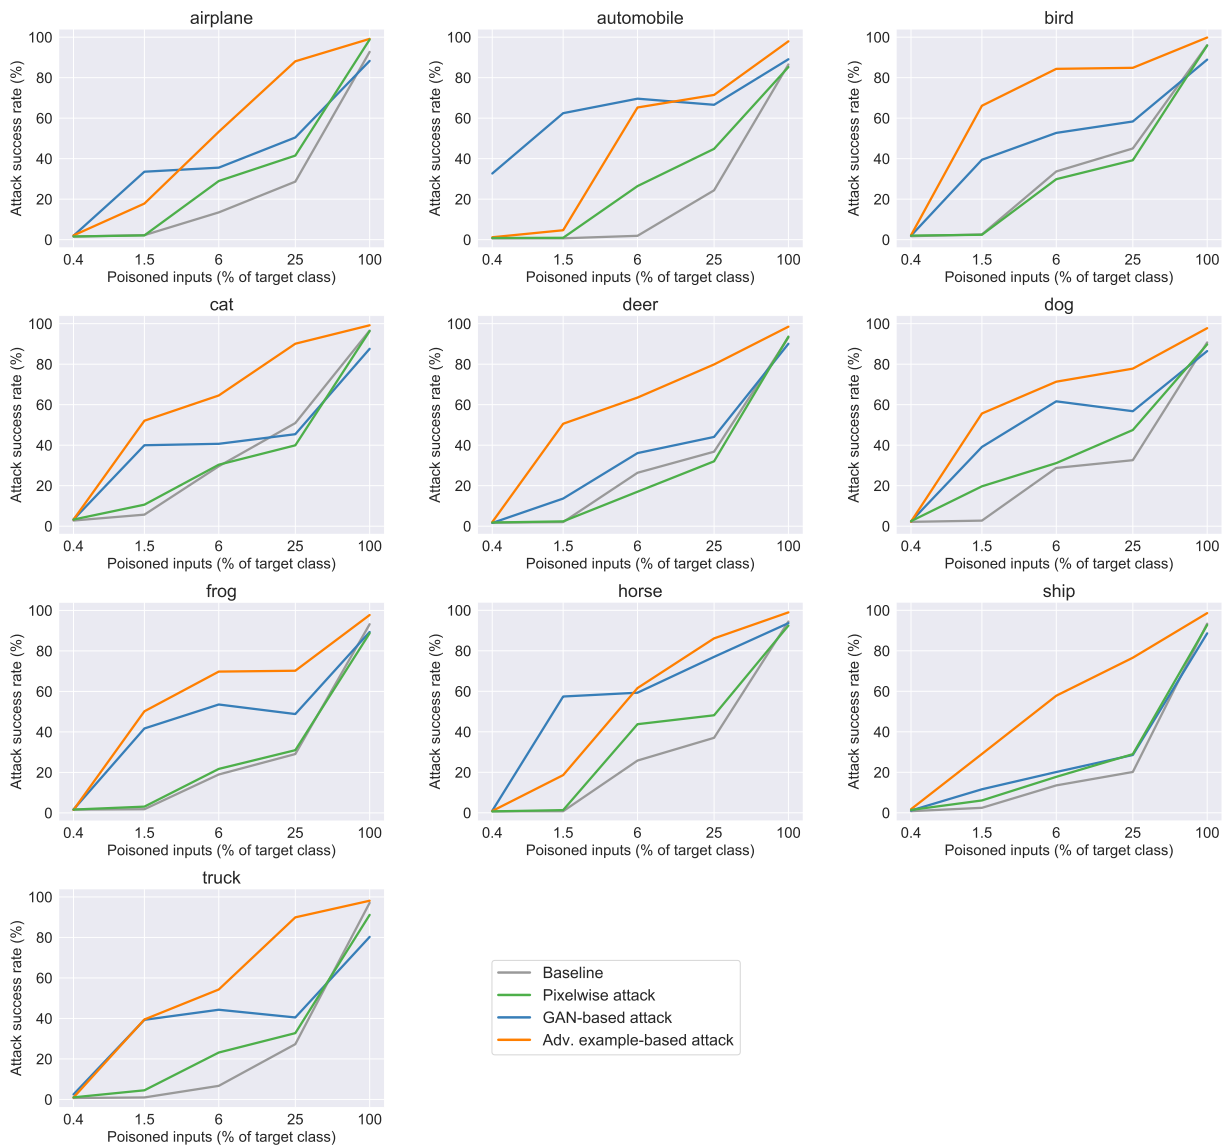 airplane
automobile
bird
100
80
60
40
20
0
Attack success rate (%)
0.4 1.5 6 25 100
Poisoned inputs (% of target class)
100
80
60
40
20
0
Attack success rate (%)
0.4 1.5 6 25 100
Poisoned inputs (% of target class)
100
80
60
40
20
0
Attack success rate (%)
0.4 1.5 6 25 100
Poisoned inputs (% of target class)
cat
deer
dog
100
80
60
40
20
0
Attack success rate (%)
0.4 1.5 6 25 100
Poisoned inputs (% of target class)
100
80
60
40
20
0
Attack success rate (%)
0.4 1.5 6 25 100
Poisoned inputs (% of target class)
100
80
60
40
20
0
Attack success rate (%)
0.4 1.5 6 25 100
Poisoned inputs (% of target class)
frog
horse
ship
100
80
60
40
20
0
Attack success rate (%)
0.4 1.5 6 25 100
Poisoned inputs (% of target class)
100
80
60
40
20
0
Attack success rate (%)
0.4 1.5 6 25 100
Poisoned inputs (% of target class)
100
80
60
40
20
0
Attack success rate (%)
0.4 1.5 6 25 100
Poisoned inputs (% of target class)
truck
100
80
60
40
20
0
Attack success rate (%)
0.4 1.5 6 25 100
Poisoned inputs (% of target class)
Baseline
Pixelwise attack
GAN-based attack
Adv. example-based attack